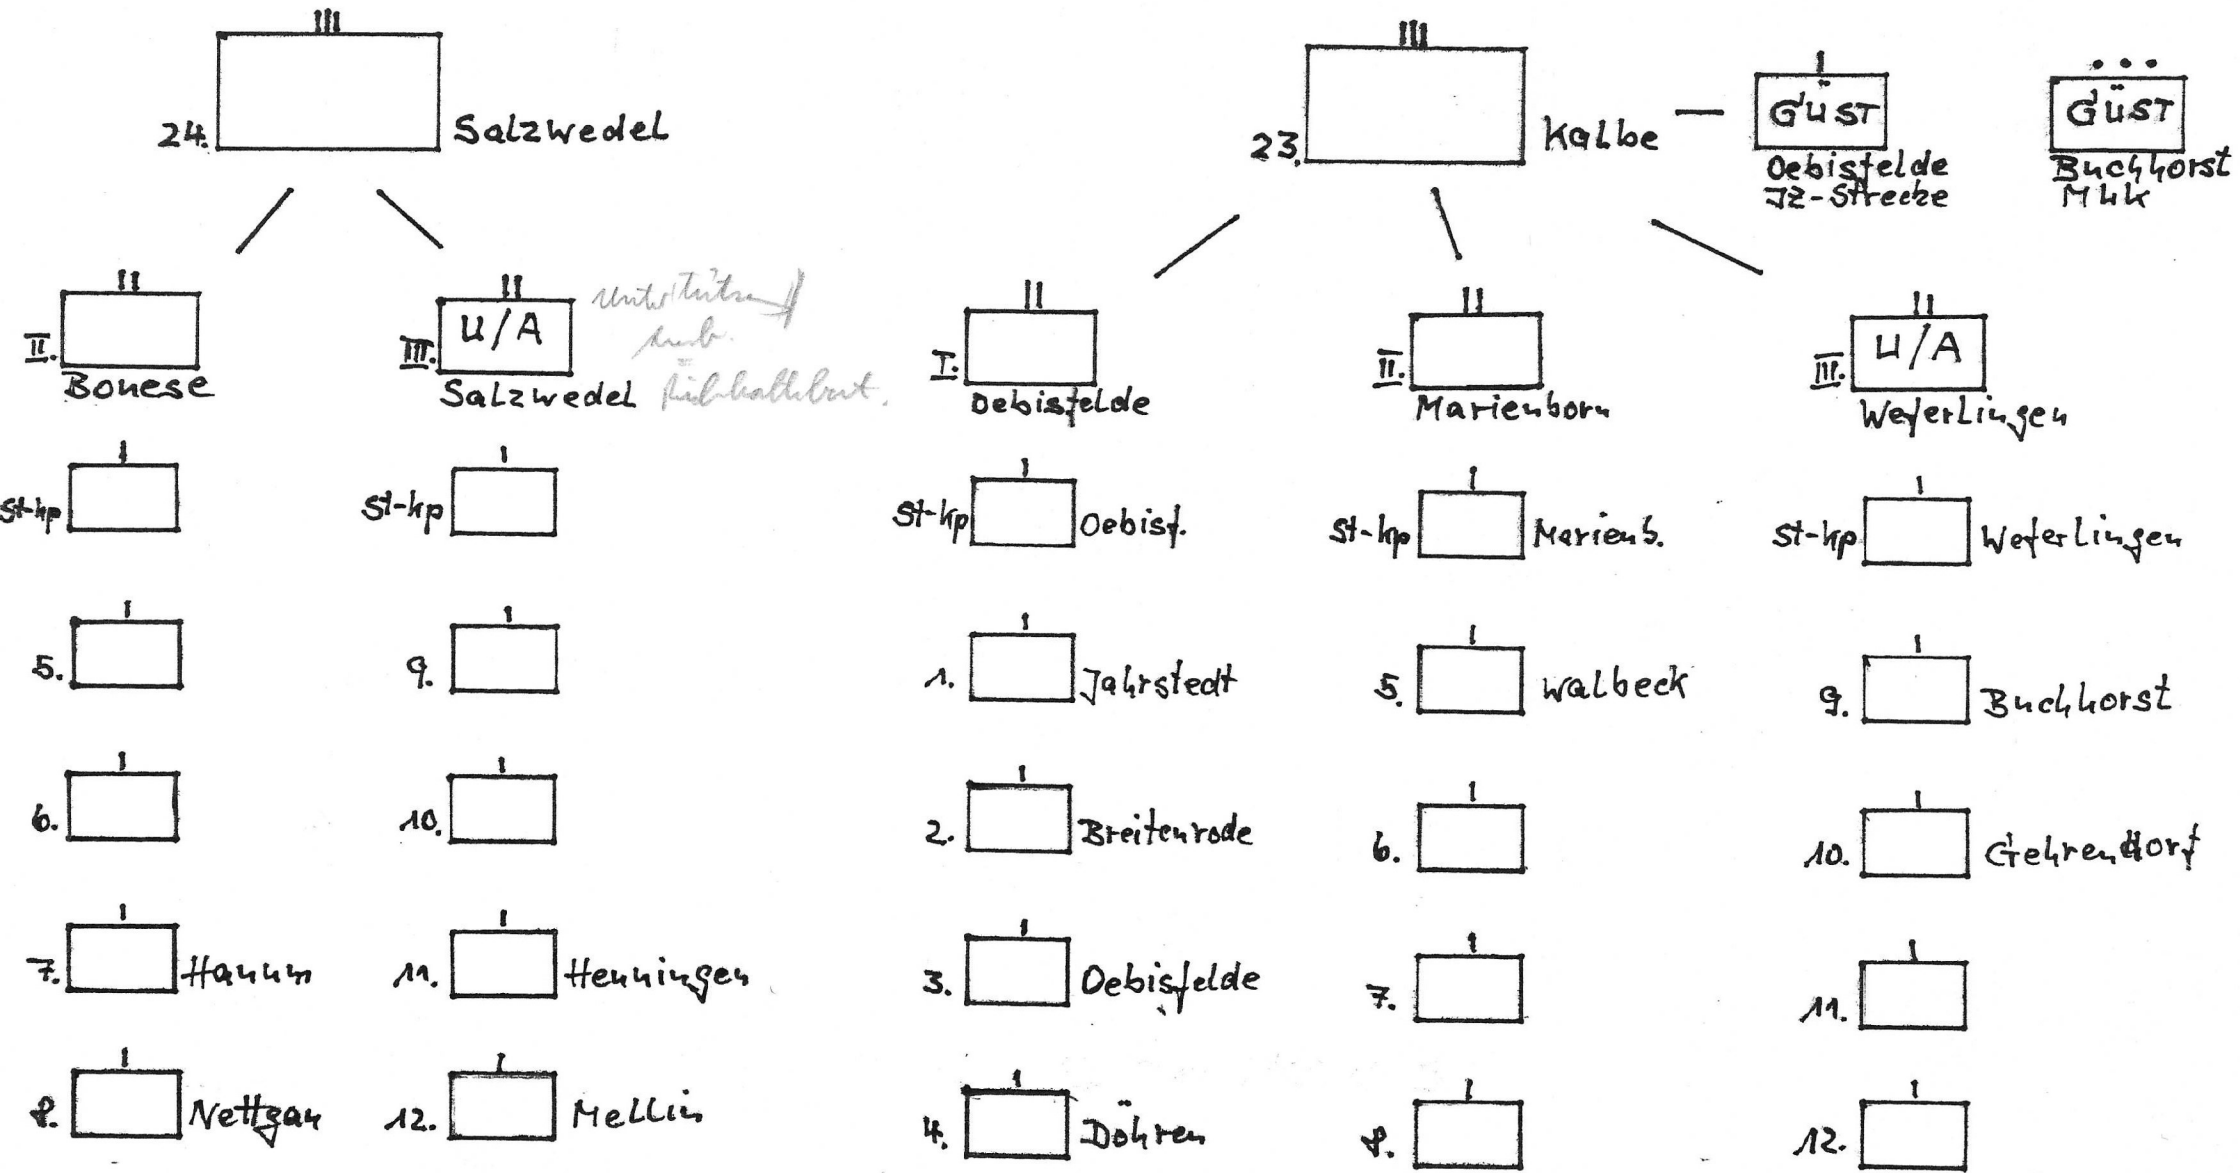 III
III
I
...
24. Salzwedel
23. Kalbe
GÜST
GÜST
Oebisfelde
JZ-Strecke
Buchhorst
Mhk
II
II
II
II
II
II.
Bonese
III. U/A
Salzwedel
I.
Oebisfelde
II.
Marienborn
III. U/A
Weferlingen
I
I
I
I
I
St-kp
St-kp
St-kp Oebisf.
St-kp Marienb.
St-kp Weferlingen
I
I
I
I
I
5.
9.
1. Jahrstedt
5. Walbeck
9. Buchhorst
I
I
I
I
I
6.
10.
2. Breitenrode
6.
10. Gehrendorf
I
I
I
I
I
7. Hanum
11. Henningen
3. Oebisfelde
7.
11.
I
I
I
I
I
8. Nettgau
12. Mellin
4. Döhren
8.
12.